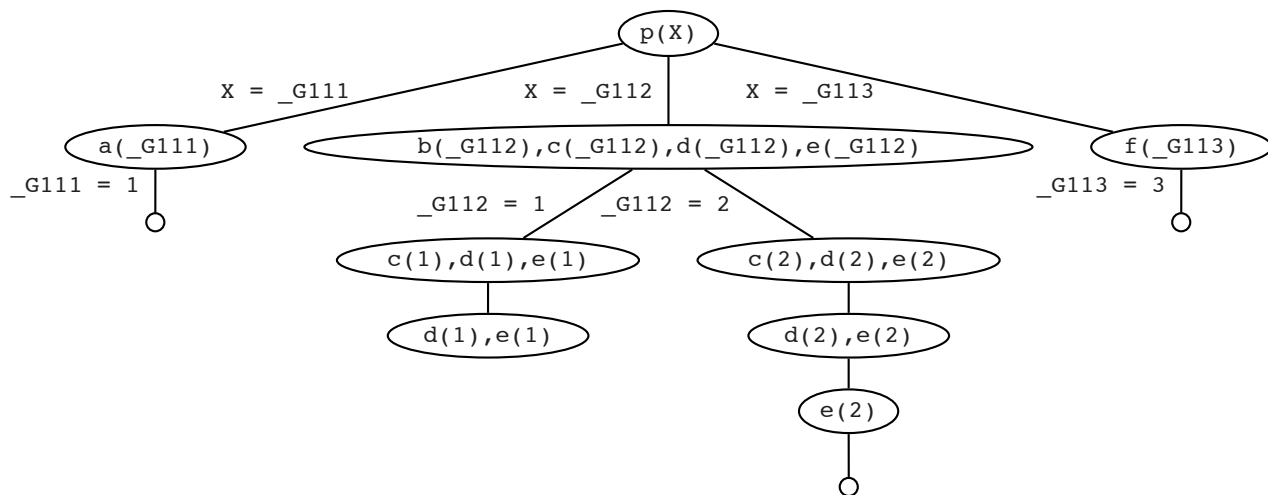 p(X)
X = _G111
X = _G112
X = _G113
a(_G111)
b(_G112),c(_G112),d(_G112),e(_G112)
f(_G113)
_G111 = 1
_G113 = 3
_G112 = 1
_G112 = 2
c(1),d(1),e(1)
c(2),d(2),e(2)
d(1),e(1)
d(2),e(2)
e(2)